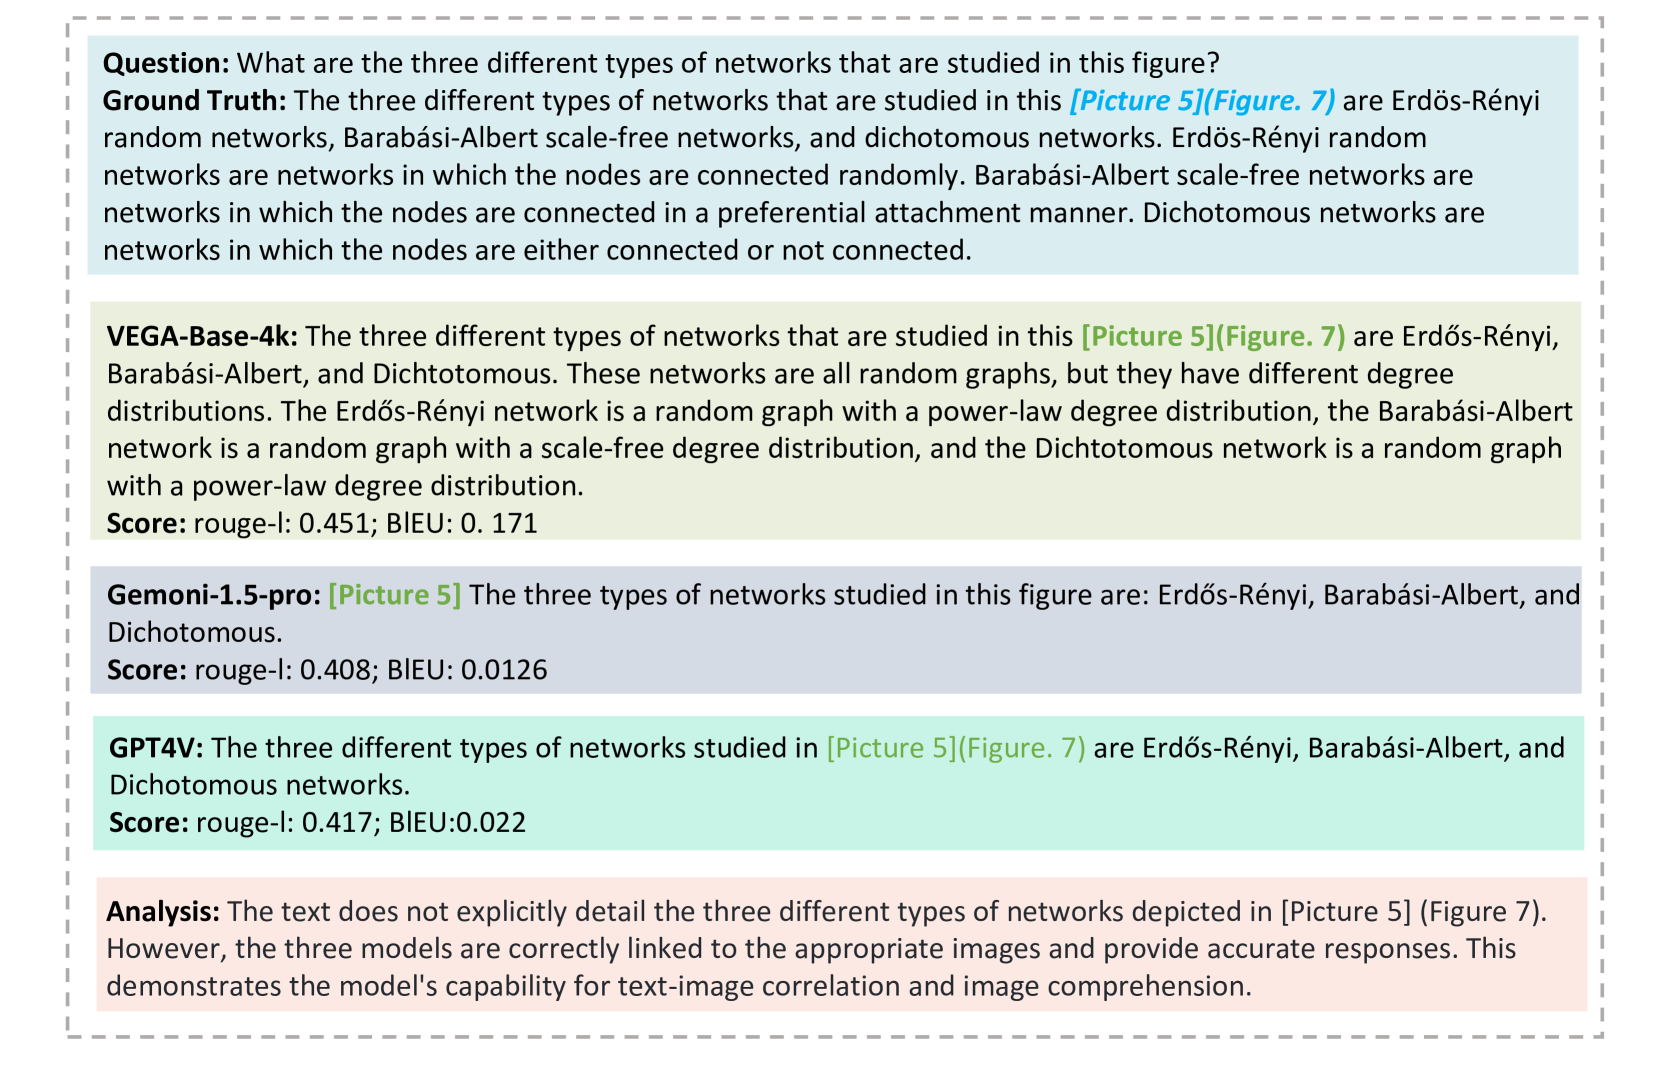 Question: What are the three different types of networks that are studied in this figure?
Ground Truth: The three different types of networks that are studied in this [Picture 5](Figure. 7) are Erdös-Rényi
random networks, Barabási-Albert scale-free networks, and dichotomous networks. Erdös-Rényi random
networks are networks in which the nodes are connected randomly. Barabási-Albert scale-free networks are
networks in which the nodes are connected in a preferential attachment manner. Dichotomous networks are
networks in which the nodes are either connected or not connected.
VEGA-Base-4k: The three different types of networks that are studied in this [Picture 5](Figure. 7) are Erdős-Rényi,
Barabási-Albert, and Dichtotomous. These networks are all random graphs, but they have different degree
distributions. The Erdős-Rényi network is a random graph with a power-law degree distribution, the Barabási-Albert
network is a random graph with a scale-free degree distribution, and the Dichtotomous network is a random graph
with a power-law degree distribution.
Score: rouge-l: 0.451; BlEU: 0. 171
Gemoni-1.5-pro: [Picture 5] The three types of networks studied in this figure are: Erdős-Rényi, Barabási-Albert, and
Dichotomous.
Score: rouge-l: 0.408; BlEU: 0.0126
GPT4V: The three different types of networks studied in [Picture 5](Figure. 7) are Erdős-Rényi, Barabási-Albert, and
Dichotomous networks.
Score: rouge-l: 0.417; BlEU:0.022
Analysis: The text does not explicitly detail the three different types of networks depicted in [Picture 5] (Figure 7).
However, the three models are correctly linked to the appropriate images and provide accurate responses. This
demonstrates the model's capability for text-image correlation and image comprehension.